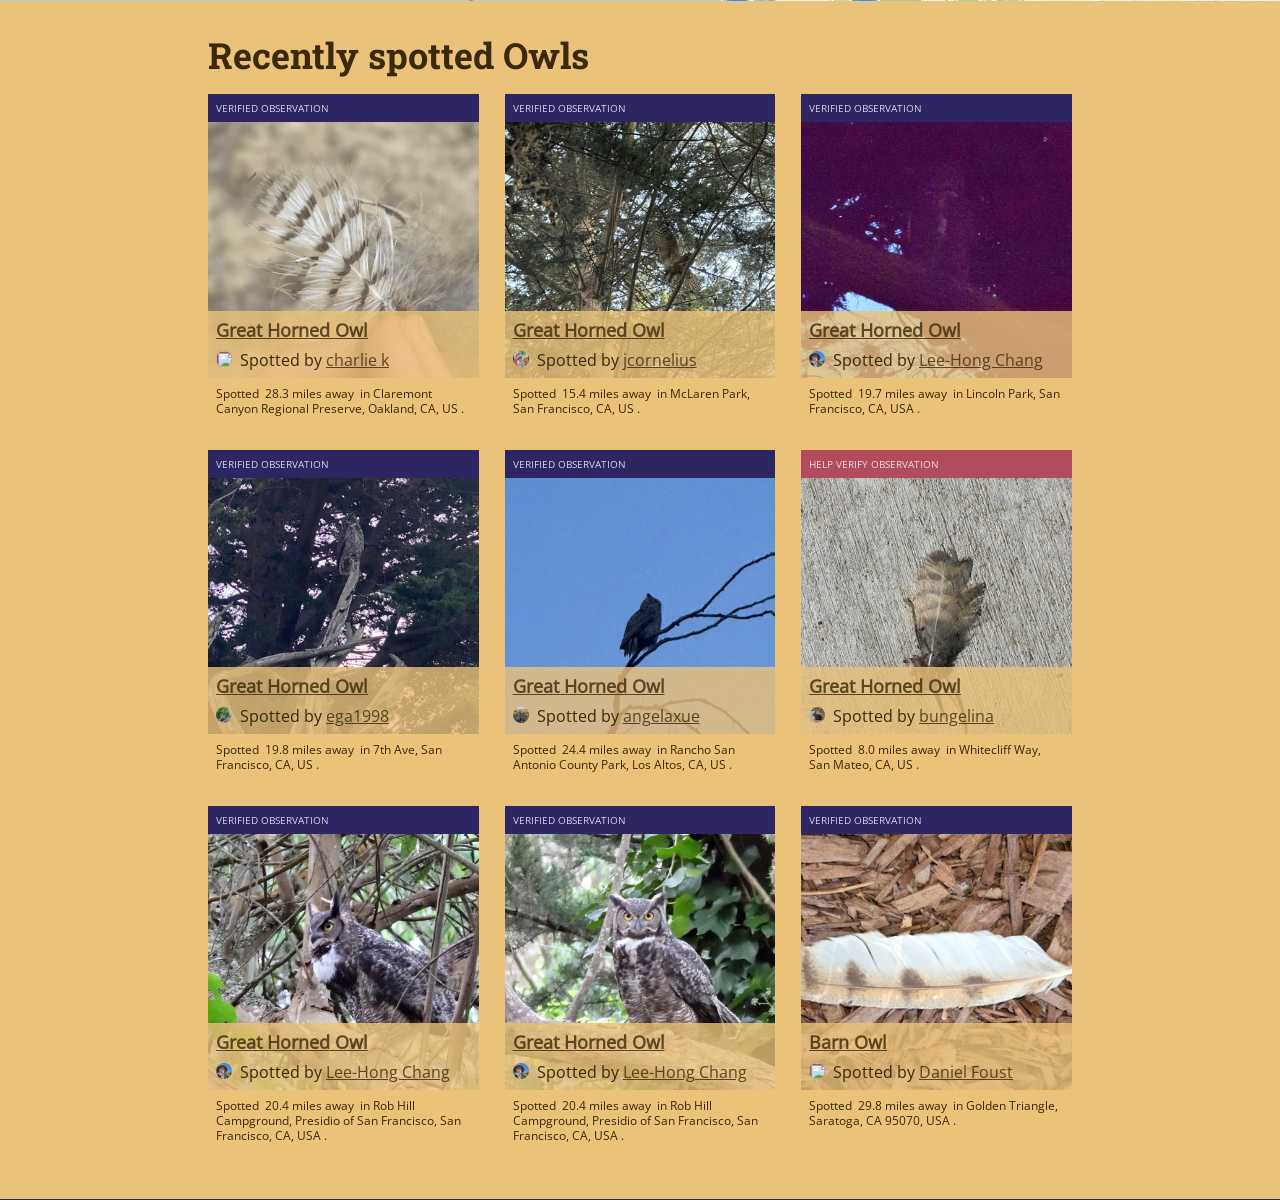 Recently spotted Owls
VERIFIED OBSERVATION
Great Horned Owl
Spotted by charlie k
Spotted 28.3 miles away in Claremont
Canyon Regional Preserve, Oakland, CA, US .
VERIFIED OBSERVATION
Great Horned Owl
Spotted by jcornelius
Spotted 15.4 miles away in McLaren Park,
San Francisco, CA, US .
VERIFIED OBSERVATION
Great Horned Owl
Spotted by Lee-Hong Chang
Spotted 19.7 miles away in Lincoln Park, San
Francisco, CA, USA .
VERIFIED OBSERVATION
Great Horned Owl
Spotted by ega1998
Spotted 19.8 miles away in 7th Ave, San
Francisco, CA, US .
VERIFIED OBSERVATION
Great Horned Owl
Spotted by angelaxue
Spotted 24.4 miles away in Rancho San
Antonio County Park, Los Altos, CA, US .
HELP VERIFY OBSERVATION
Great Horned Owl
Spotted by bungelina
Spotted 8.0 miles away in Whitecliff Way,
San Mateo, CA, US .
VERIFIED OBSERVATION
Great Horned Owl
Spotted by Lee-Hong Chang
Spotted 20.4 miles away in Rob Hill
Campground, Presidio of San Francisco, San
Francisco, CA, USA .
VERIFIED OBSERVATION
Great Horned Owl
Spotted by Lee-Hong Chang
Spotted 20.4 miles away in Rob Hill
Campground, Presidio of San Francisco, San
Francisco, CA, USA .
VERIFIED OBSERVATION
Barn Owl
Spotted by Daniel Foust
Spotted 29.8 miles away in Golden Triangle,
Saratoga, CA 95070, USA .